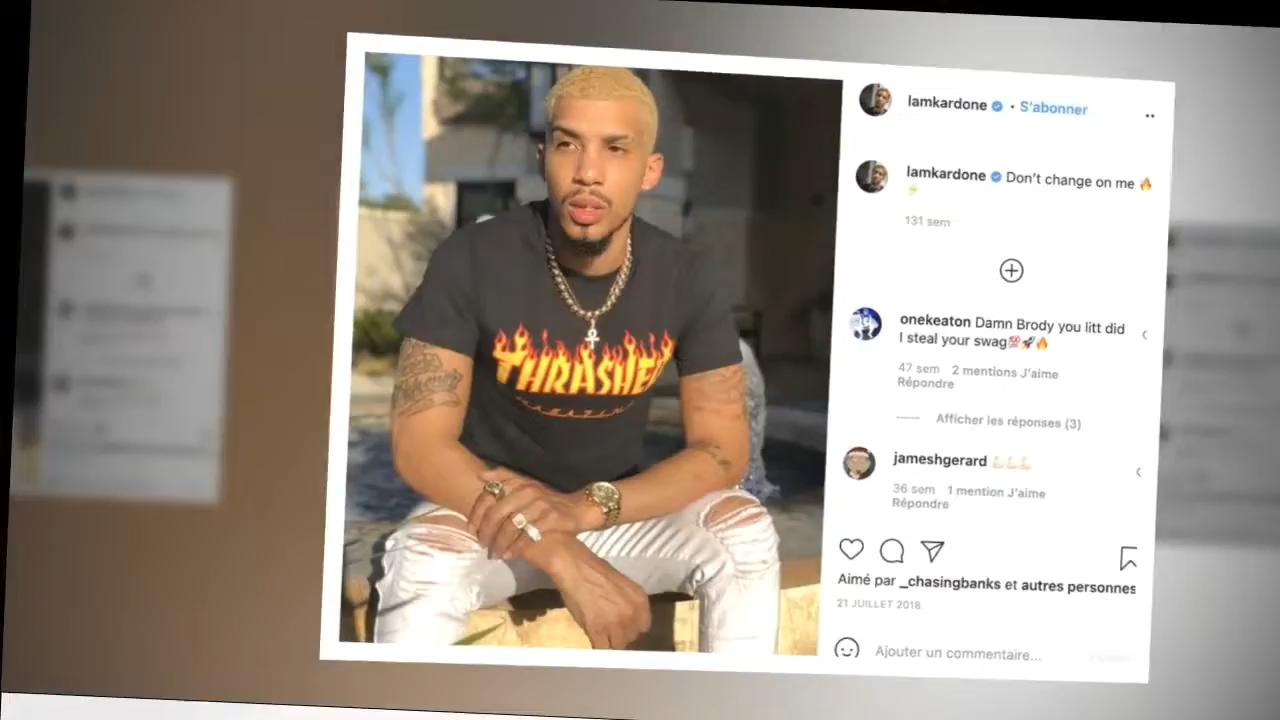 Iamkardone • S'abonner
Iamkardone Don't change on me 🔥
⚡
131 sem
onekeaton Damn Brody you litt did
I steal your swag💯🚀🔥
47 sem 2 mentions J'aime
Répondre
Afficher les réponses (3)
jameshgerard 💪🏻💪🏻💪🏻
36 sem 1 mention J'aime
Répondre
Aimé par _chasingbanks et autres personnes
21 JUILLET 2018
Ajouter un commentaire...
THRASHER
MAGAZINE